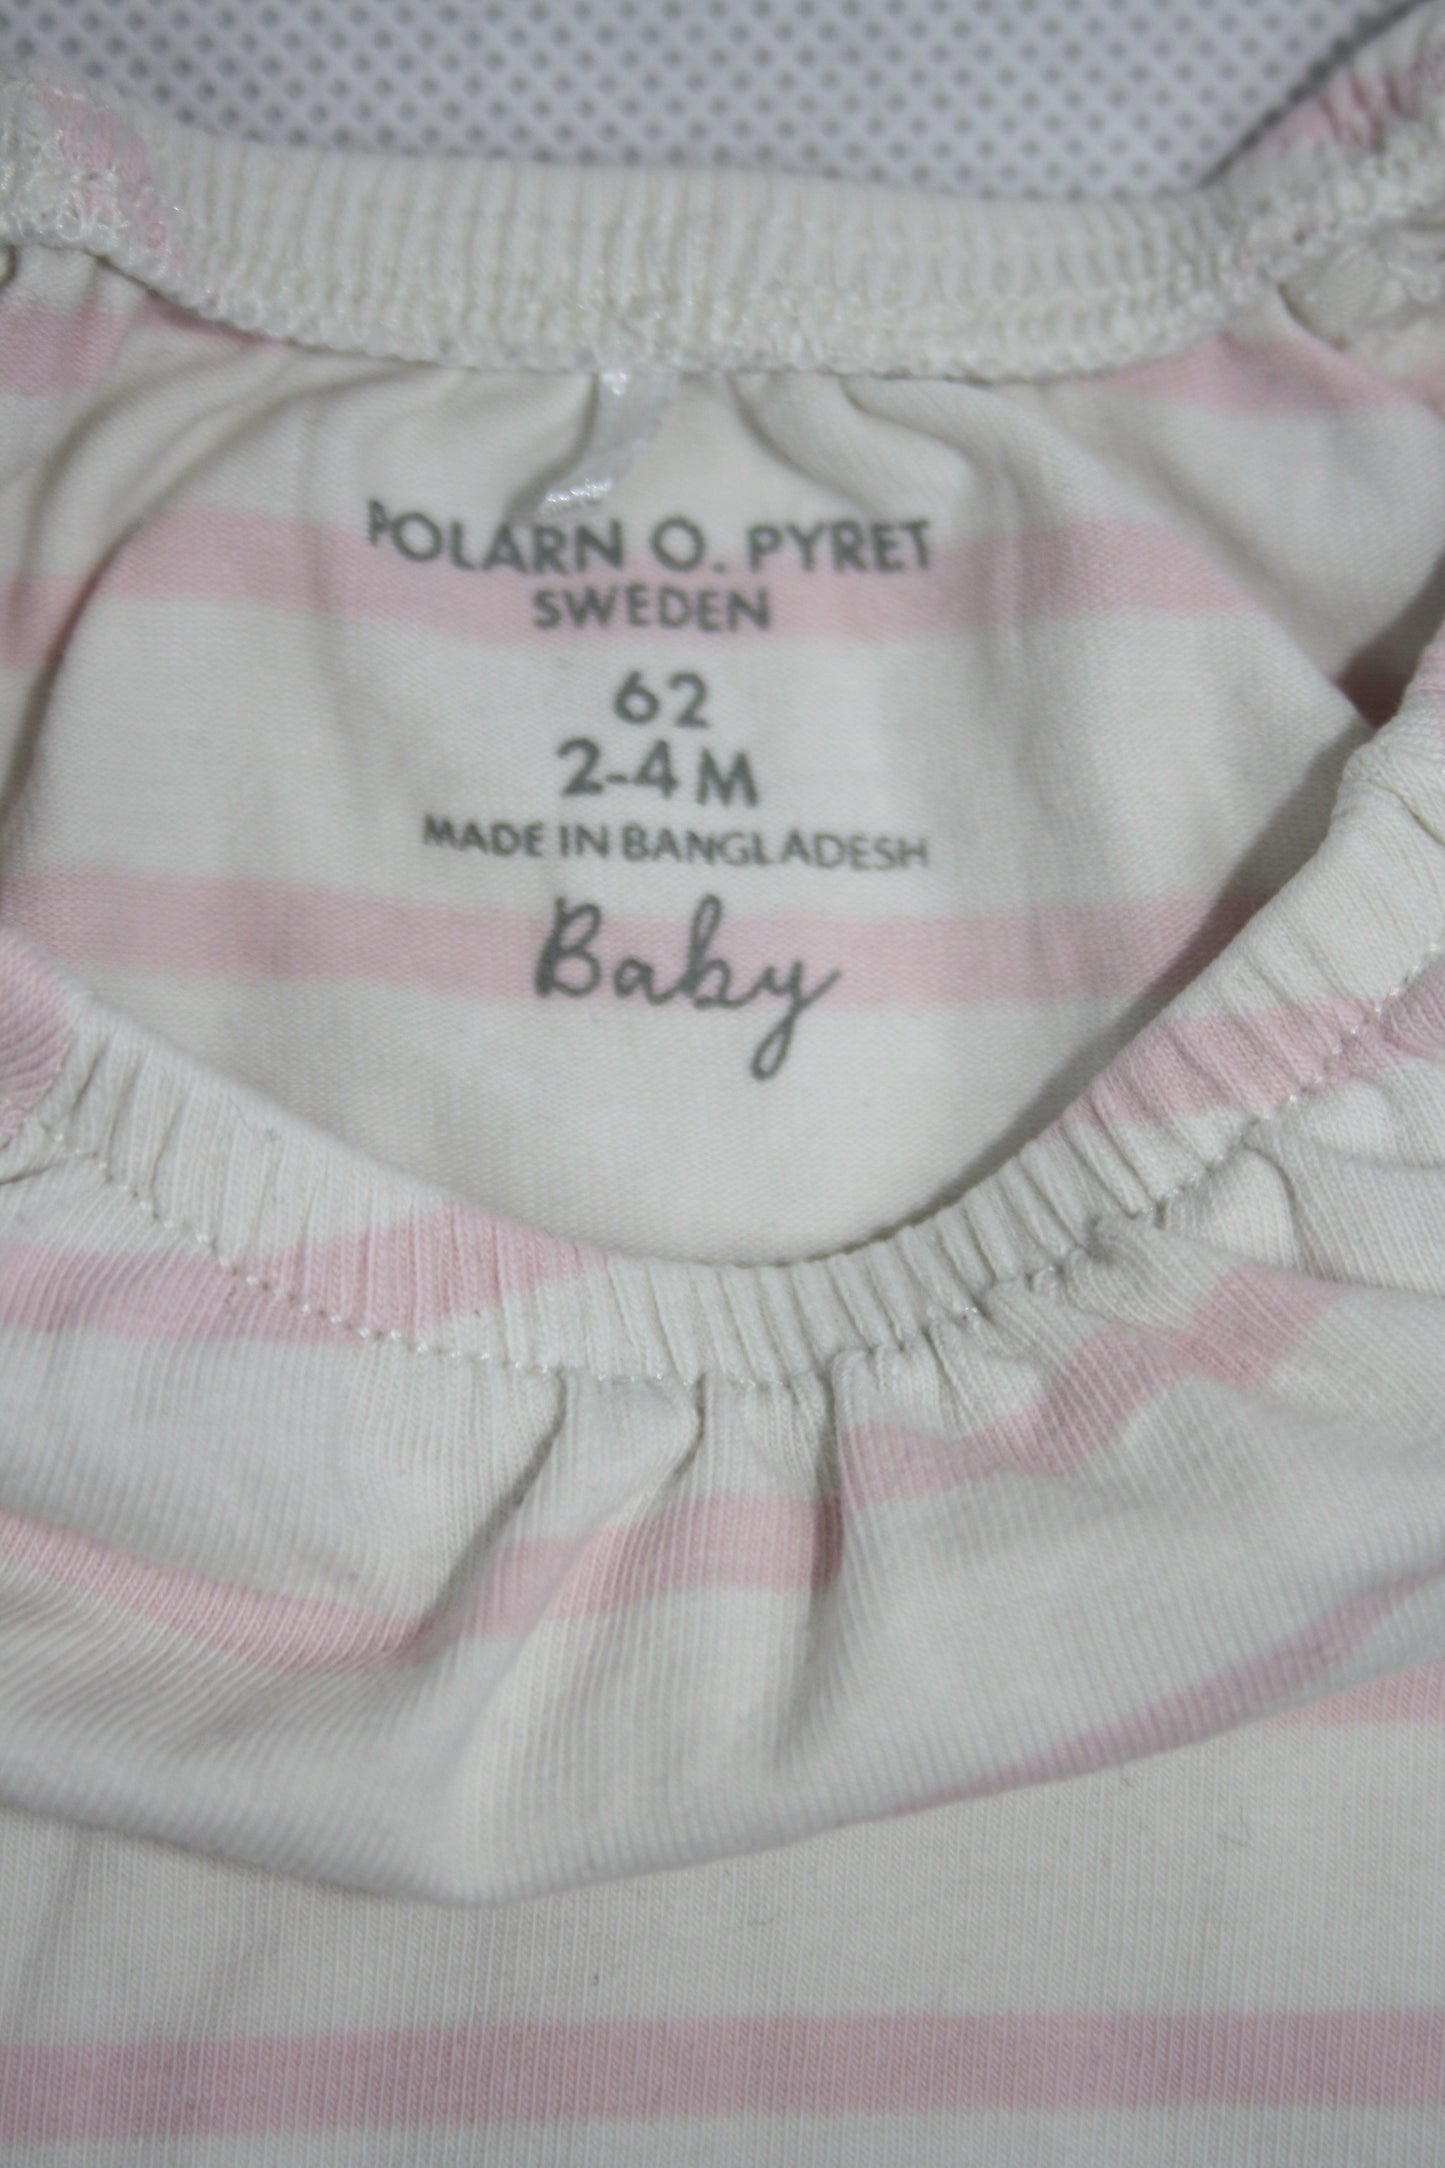 POLARN O. PYRET
SWEDEN
62
2-4 M
MADE IN BANGLADESH
Baby